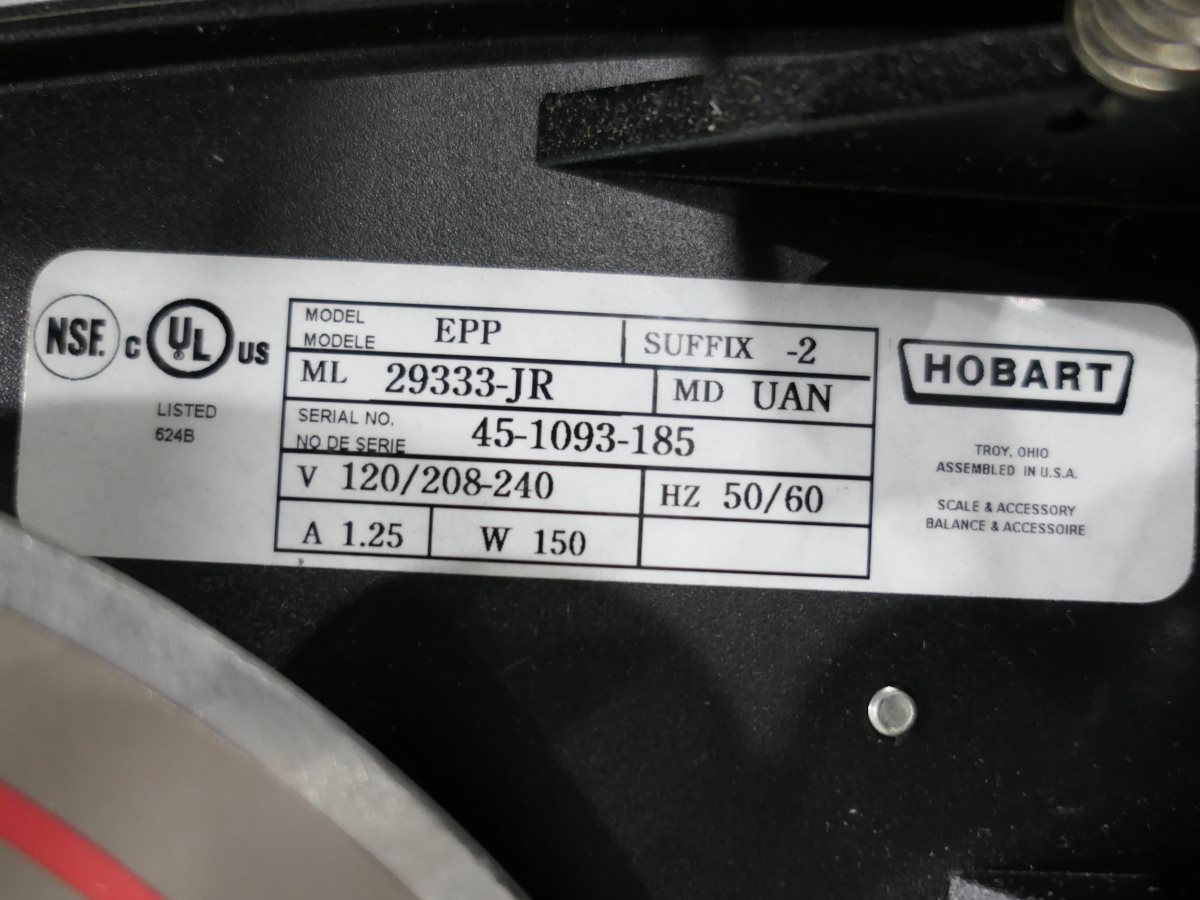 NSF.
C UL ® US
LISTED
624B
MODEL
MODELE EPP SUFFIX -2
ML 29333-JR MD UAN
SERIAL NO.
NO DE SERIE 45-1093-185
V 120/208-240 HZ 50/60
A 1.25 W 150
HOBART
TROY, OHIO
ASSEMBLED IN U.S.A.
SCALE & ACCESSORY
BALANCE & ACCESSOIRE